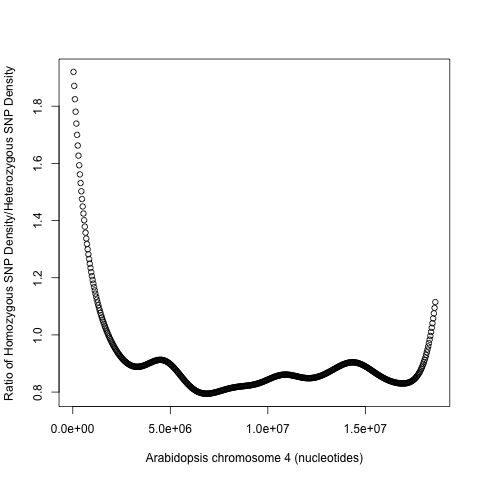 Ratio of Homozygous SNP Density/Heterozygous SNP Density
1.8
1.6
1.4
1.2
1.0
0.8
0.0e+00 5.0e+06 1.0e+07 1.5e+07
Arabidopsis chromosome 4 (nucleotides)